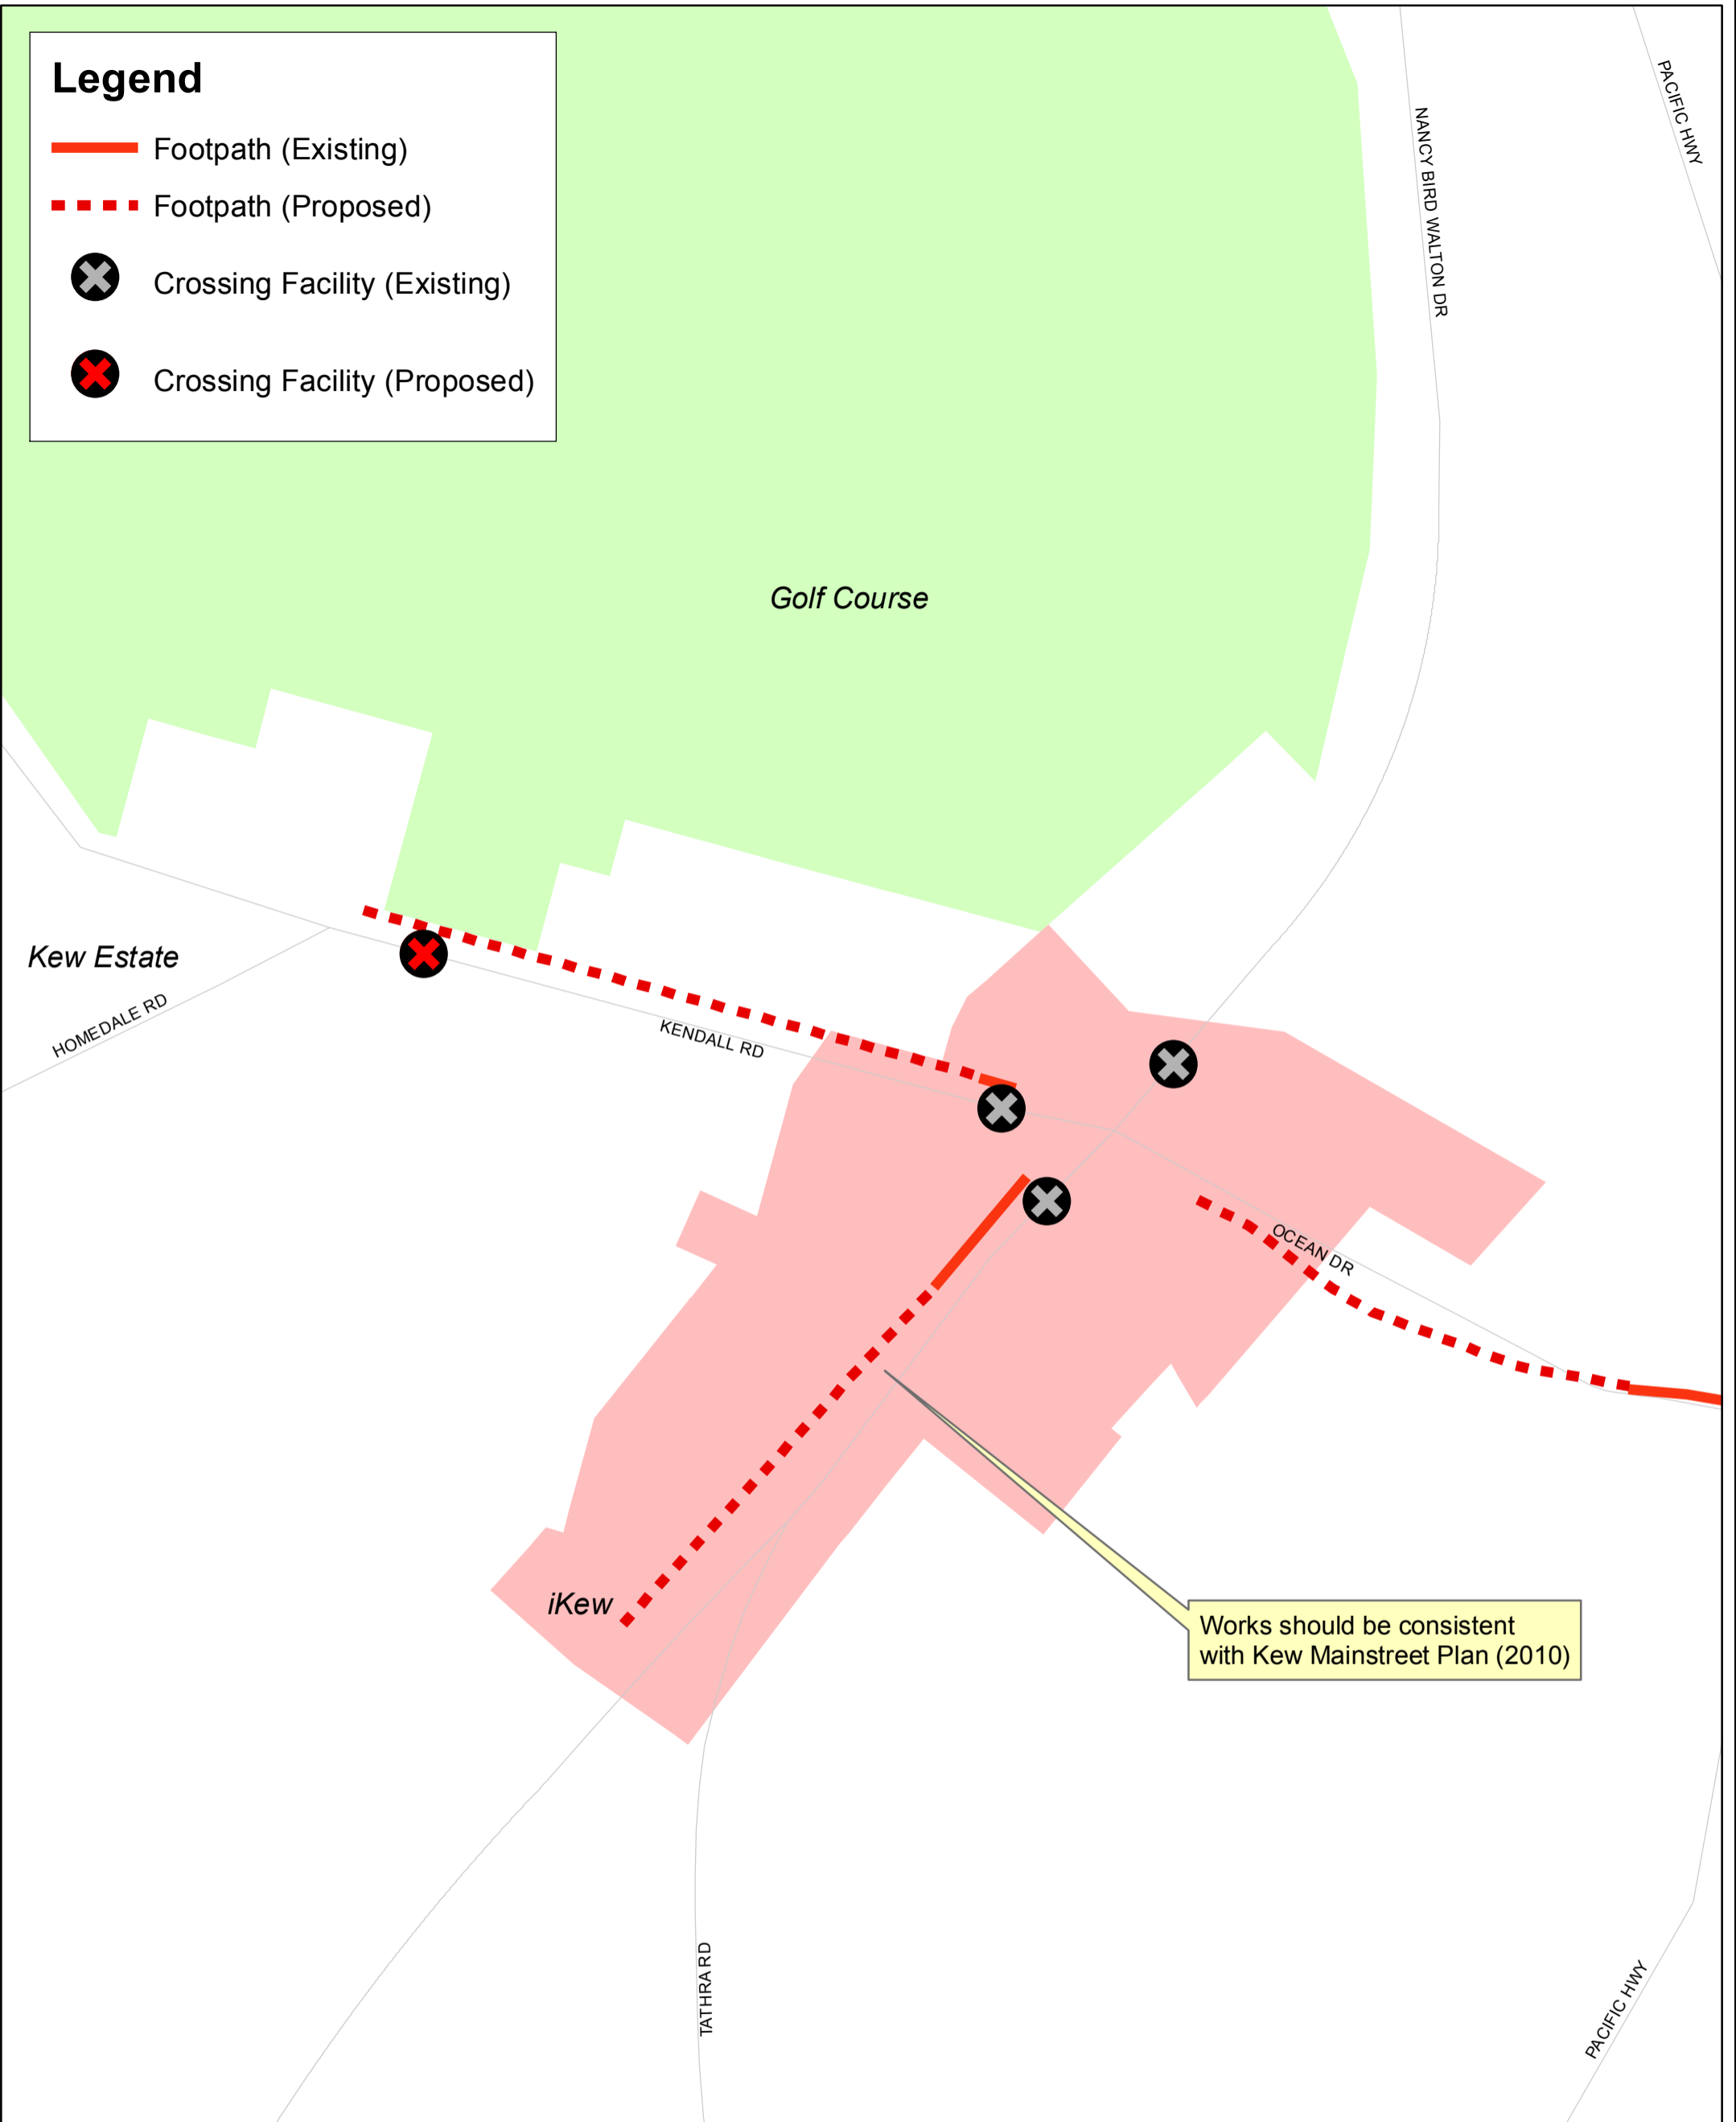 Legend
Footpath (Existing)
Footpath (Proposed)
Crossing Facility (Existing)
Crossing Facility (Proposed)
PACIFIC HWY
NANCY BIRD WALTON DR
Golf Course
Kew Estate
HOMEDALE RD
KENDALL RD
OCEAN DR
iKew
Works should be consistent
with Kew Mainstreet Plan (2010)
TATHRA RD
PACIFIC HWY